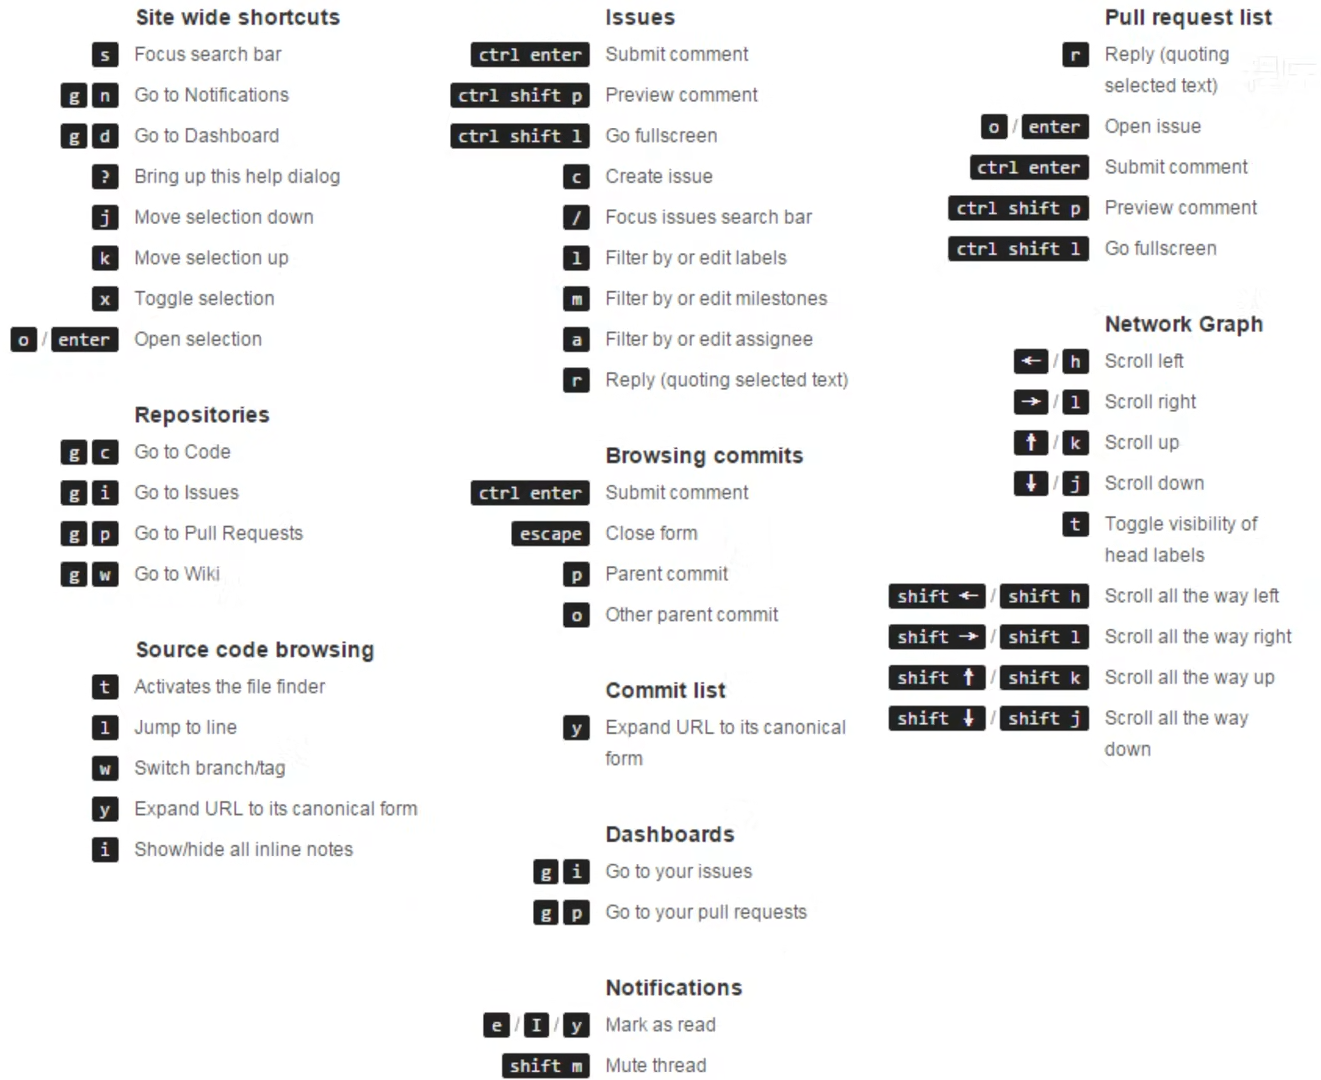 Site wide shortcuts
s Focus search bar
g n Go to Notifications
g d Go to Dashboard
? Bring up this help dialog
j Move selection down
k Move selection up
x Toggle selection
o / enter Open selection
Repositories
g c Go to Code
g i Go to Issues
g p Go to Pull Requests
g w Go to Wiki
Source code browsing
t Activates the file finder
l Jump to line
w Switch branch/tag
y Expand URL to its canonical form
i Show/hide all inline notes
Issues
ctrl enter Submit comment
ctrl shift p Preview comment
ctrl shift l Go fullscreen
c Create issue
/ Focus issues search bar
l Filter by or edit labels
m Filter by or edit milestones
a Filter by or edit assignee
r Reply (quoting selected text)
Browsing commits
ctrl enter Submit comment
escape Close form
p Parent commit
o Other parent commit
Commit list
y Expand URL to its canonical
form
Dashboards
g i Go to your issues
g p Go to your pull requests
Notifications
e / I / y Mark as read
shift m Mute thread
Pull request list
r Reply (quoting
selected text)
o / enter Open issue
ctrl enter Submit comment
ctrl shift p Preview comment
ctrl shift l Go fullscreen
Network Graph
← / h Scroll left
→ / l Scroll right
↑ / k Scroll up
↓ / j Scroll down
t Toggle visibility of
head labels
shift ← / shift h Scroll all the way left
shift → / shift l Scroll all the way right
shift ↑ / shift k Scroll all the way up
shift ↓ / shift j Scroll all the way
down